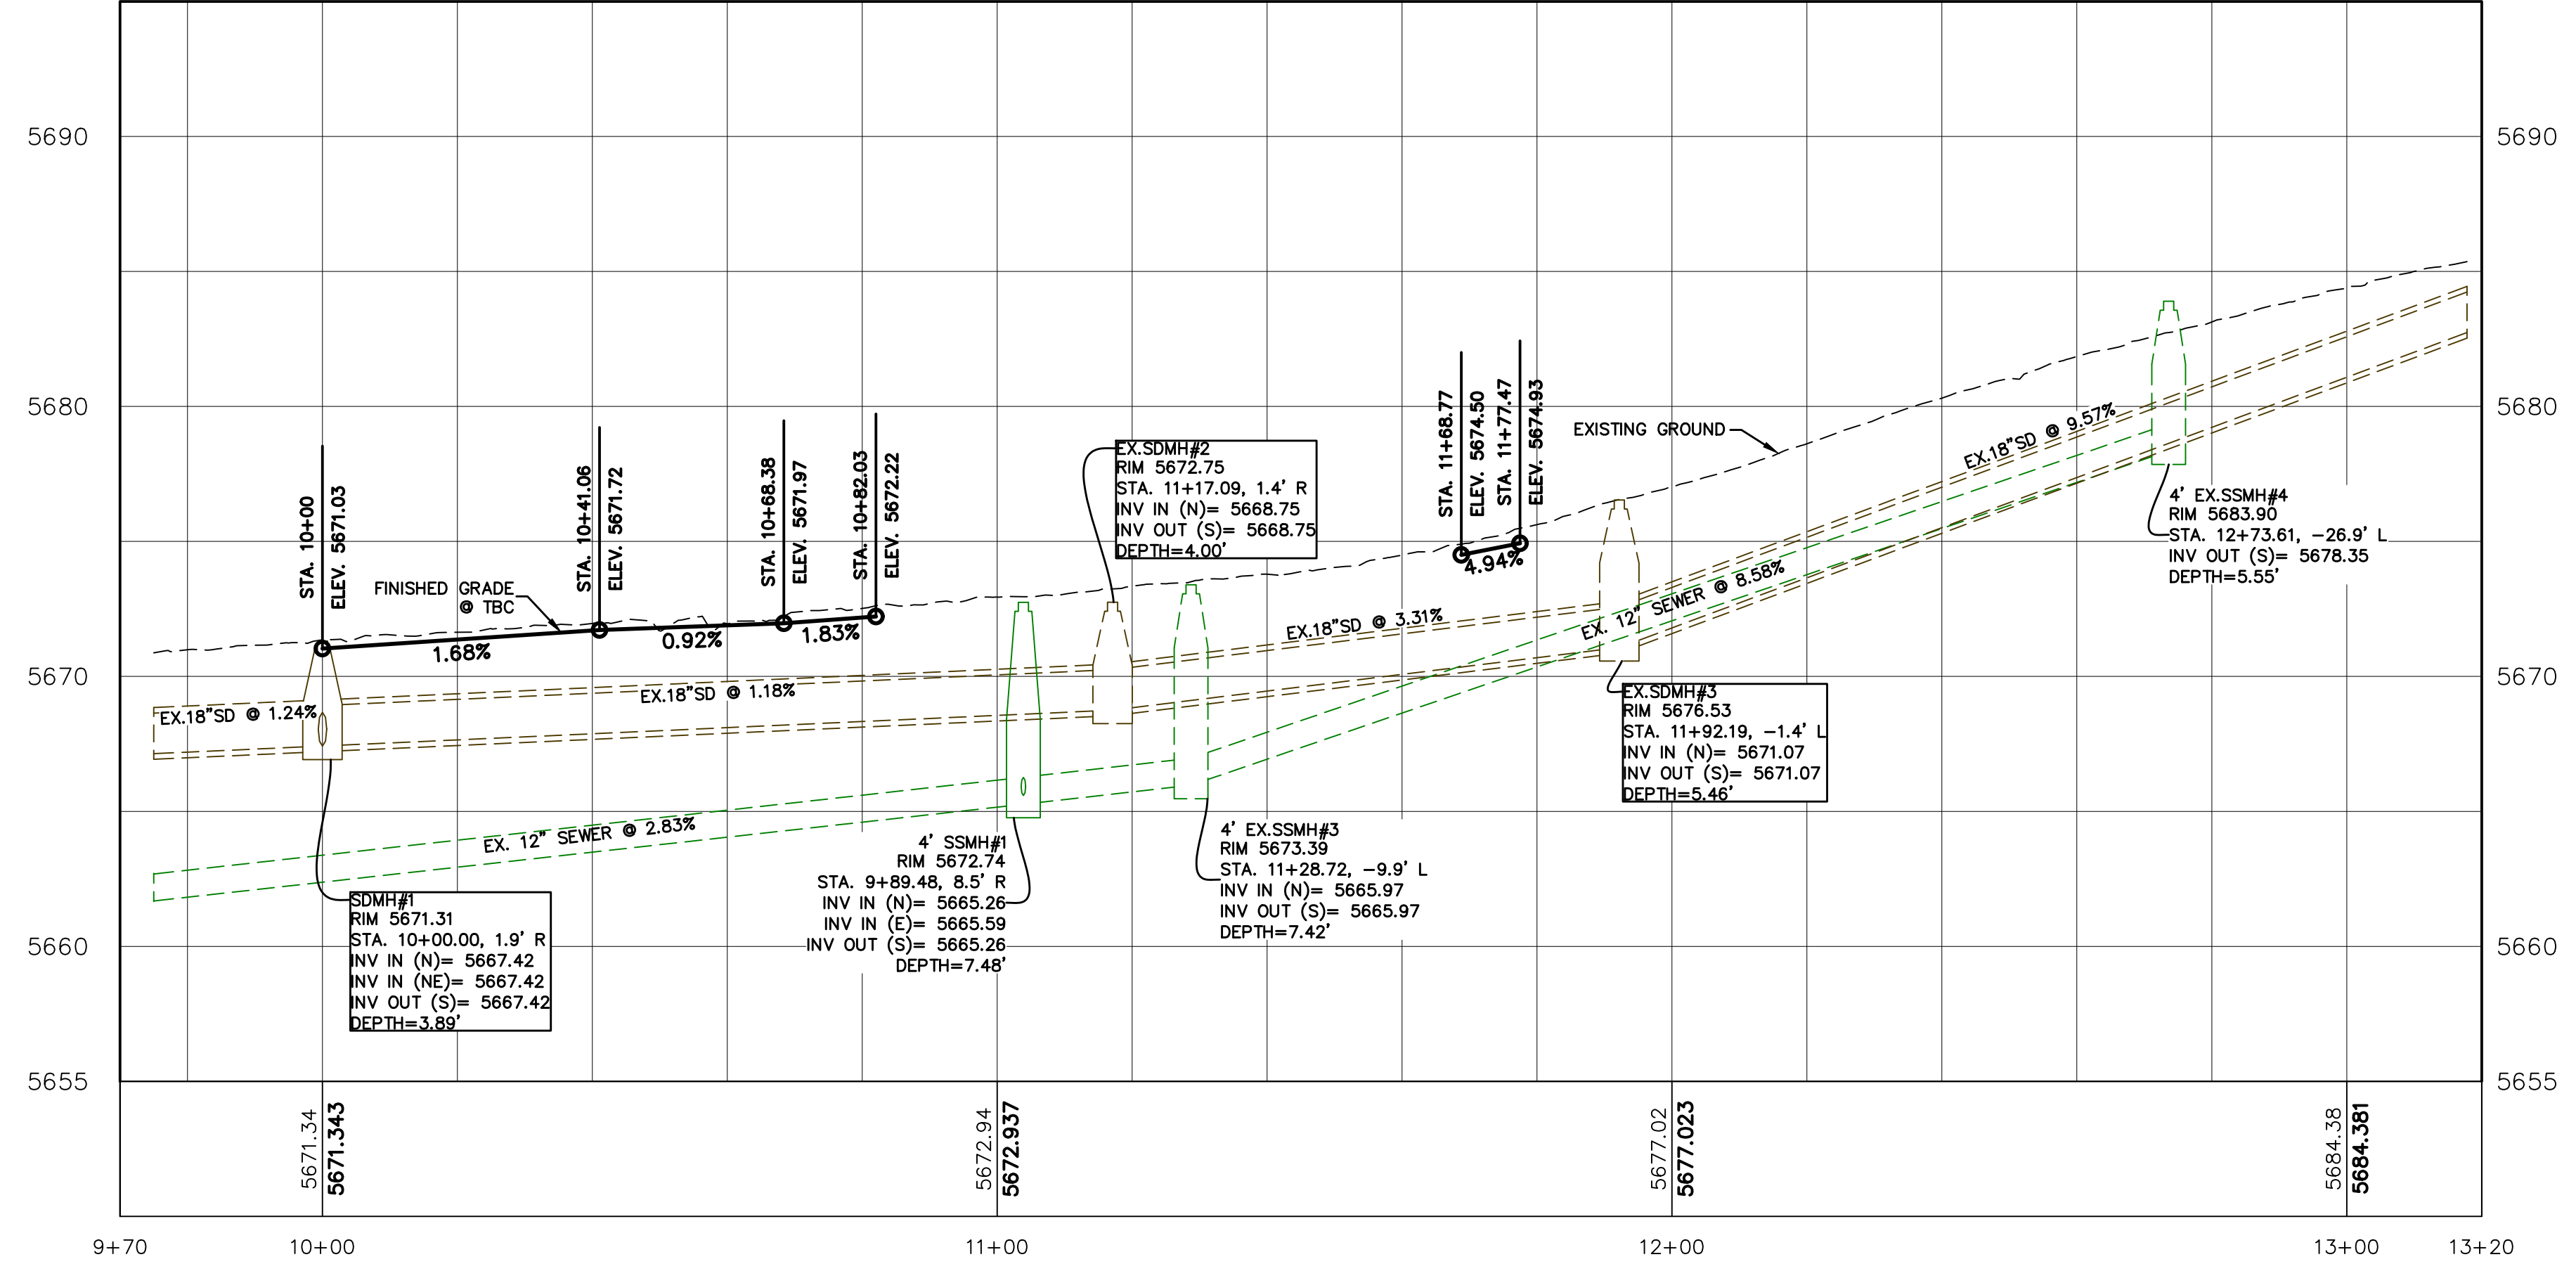 5690
5690
5680
5680
5670
5670
5660
5660
5655
5655
STA. 10+00
ELEV. 5671.03
FINISHED GRADE
@ TBC
STA. 10+41.06
ELEV. 5671.72
STA. 10+68.38
ELEV. 5671.97
STA. 10+82.03
ELEV. 5672.22
1.68%
0.92%
1.83%
EX.SDMH#2
RIM 5672.75
STA. 11+17.09, 1.4' R
INV IN (N)= 5668.75
INV OUT (S)= 5668.75
DEPTH=4.00'
STA. 11+68.77
ELEV. 5674.50
STA. 11+77.47
ELEV. 5674.93
4.94%
EXISTING GROUND
EX.18"SD @ 9.57%
4' EX.SSMH#4
RIM 5683.90
STA. 12+73.61, -26.9' L
INV OUT (S)= 5678.35
DEPTH=5.55'
EX. 12" SEWER @ 8.58%
EX.18"SD @ 3.31%
EX.18"SD @ 1.18%
EX.18"SD @ 1.24%
EX.SDMH#3
RIM 5676.53
STA. 11+92.19, -1.4' L
INV IN (N)= 5671.07
INV OUT (S)= 5671.07
DEPTH=5.46'
EX. 12" SEWER @ 2.83%
4' SSMH#1
RIM 5672.74
STA. 9+89.48, 8.5' R
INV IN (N)= 5665.26
INV IN (E)= 5665.59
INV OUT (S)= 5665.26
DEPTH=7.48'
4' EX.SSMH#3
RIM 5673.39
STA. 11+28.72, -9.9' L
INV IN (N)= 5665.97
INV OUT (S)= 5665.97
DEPTH=7.42'
SDMH#1
RIM 5671.31
STA. 10+00.00, 1.9' R
INV IN (N)= 5667.42
INV IN (NE)= 5667.42
INV OUT (S)= 5667.42
DEPTH=3.89'
5671.34
5671.343
5672.94
5672.937
5677.02
5677.023
5684.38
5684.381
9+70
10+00
11+00
12+00
13+00
13+20